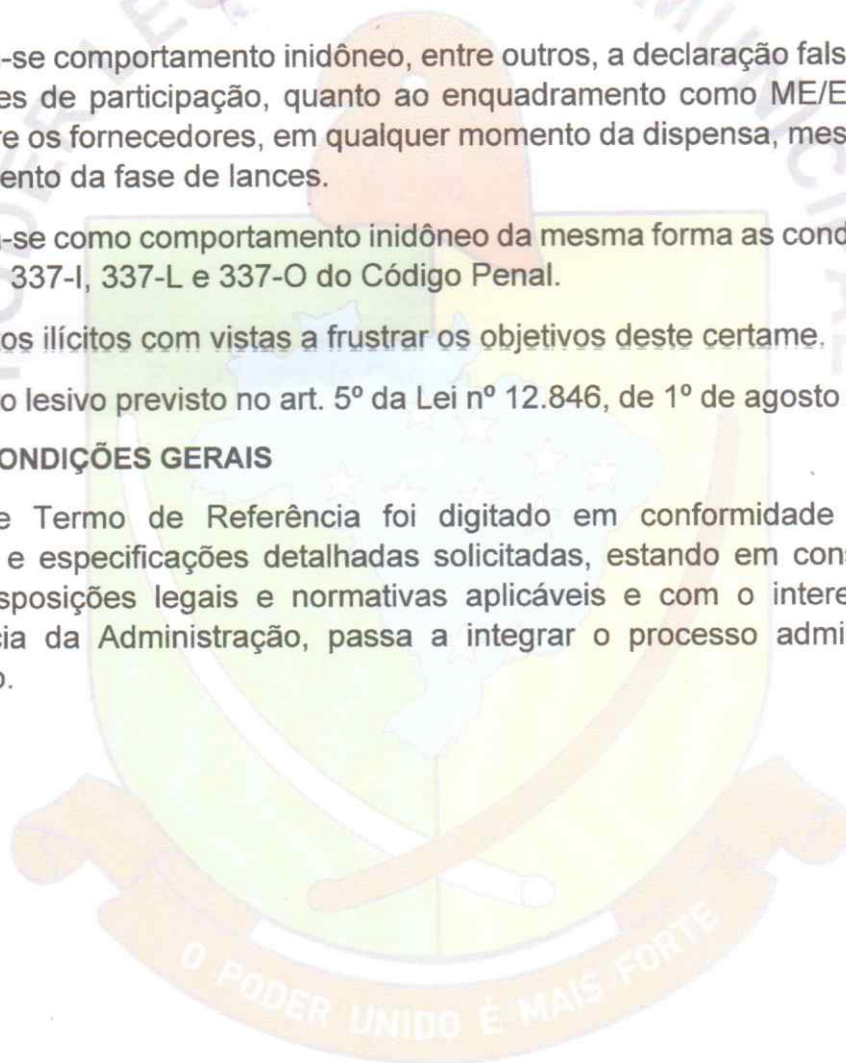 PODER LE
MUNICIPAL
-se comportamento inidôneo, entre outros, a declaração fals
es de participação, quanto ao enquadramento como ME/E
re os fornecedores, em qualquer momento da dispensa, mes
ento da fase de lances.
-se como comportamento inidôneo da mesma forma as cond
337-I, 337-L e 337-O do Código Penal.
os ilícitos com vistas a frustrar os objetivos deste certame.
o lesivo previsto no art. 5º da Lei nº 12.846, de 1º de agosto
ONDIÇÕES GERAIS
e Termo de Referência foi digitado em conformidade
e especificações detalhadas solicitadas, estando em con
sposições legais e normativas aplicáveis e com o intere
cia da Administração, passa a integrar o processo admi
o.
O PODER UNIDO É MAIS FORTE